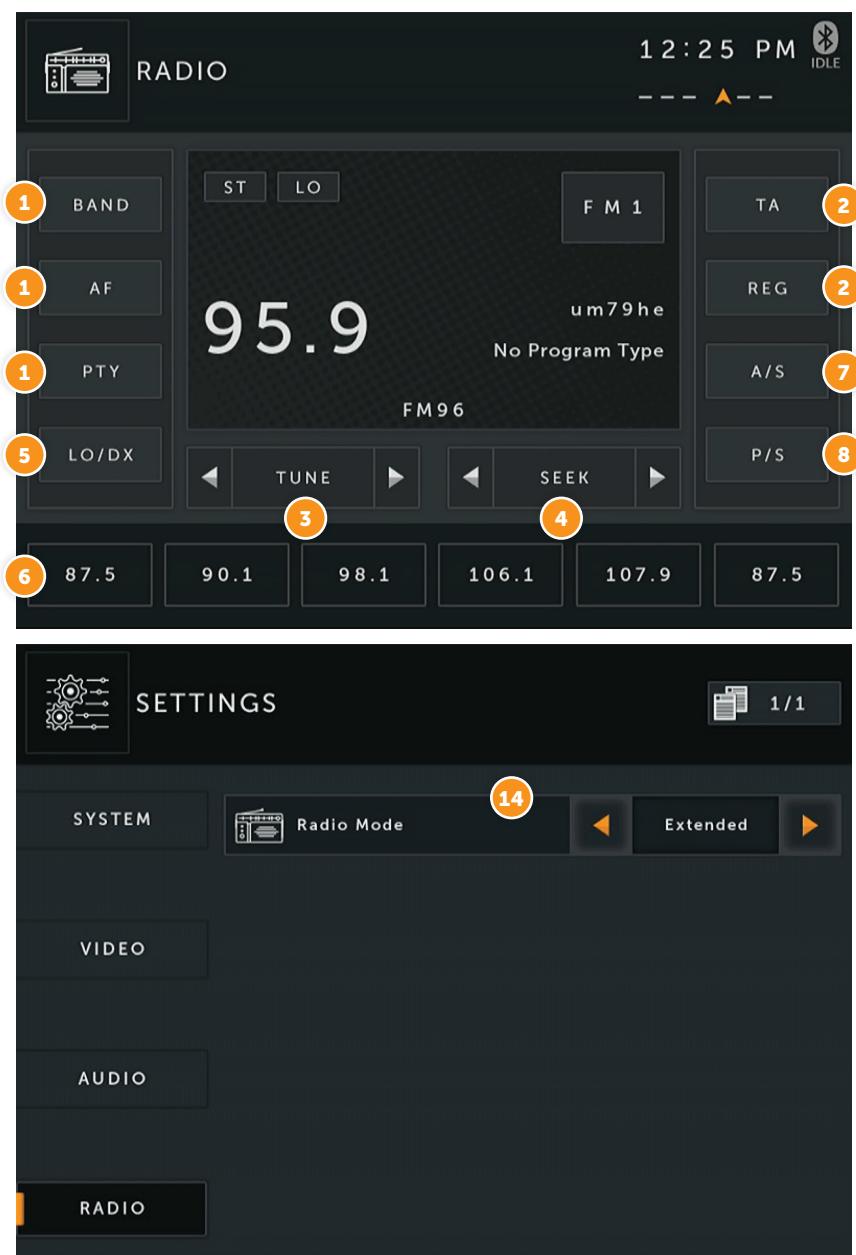 RADIO
12:25 PM
IDLE
--- --
1 BAND
ST LO
FM1
TA 2
1 AF
95.9
um79he
REG 2
1 PTY
No Program Type
A/S 7
FM96
5 LO/DX
TUNE
SEEK
P/S 8
3
4
6 87.5 90.1 98.1 106.1 107.9 87.5
SETTINGS
1/1
SYSTEM
Radio Mode
14
Extended
VIDEO
AUDIO
RADIO